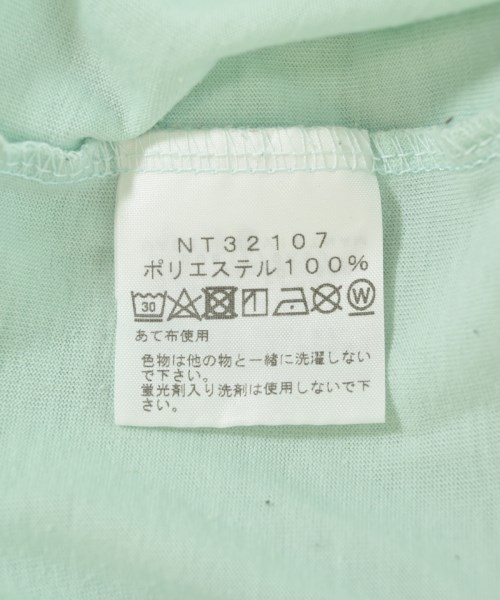 NT32107
ポリエステル100%
30 W
あて布使用
色物は他の物と一緒に洗濯しない
で下さい。
蛍光剤入り洗剤は使用しないで下
さい。